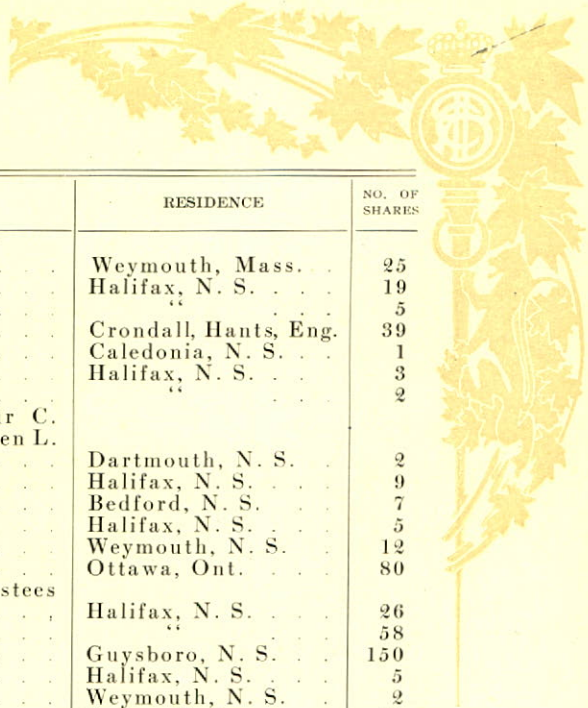 RESIDENCE
NO. OF
SHARES
Weymouth, Mass. . 25
Halifax, N. S. . . . . 19
“ . . . 5
Crondall, Hants, Eng. 39
Caledonia, N. S. . . 1
Halifax, N. S. . . . 3
“ . . . 2
r C.
en L.
Dartmouth, N. S. . 2
Halifax, N. S. . . . . 9
Bedford, N. S. . . 7
Halifax, N. S. . . . . 5
Weymouth, N. S. . 12
Ottawa, Ont. . . . . 80
stees
Halifax, N. S. . . . 26
“ . . . 58
Guysboro, N. S. . . 150
Halifax, N. S. . . . . 5
Weymouth, N. S. . 2